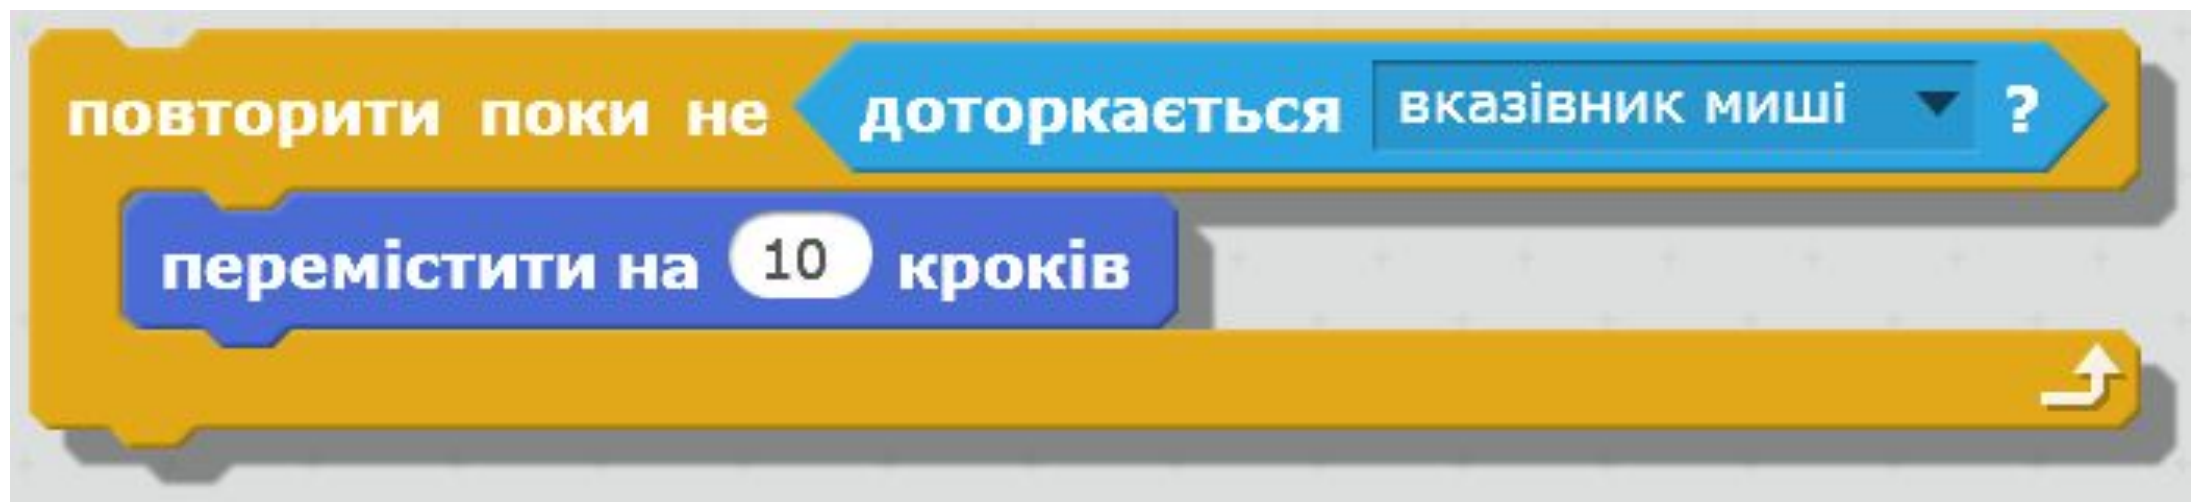 повторити поки не доторкається вказівник миші ?
перемістити на 10 кроків